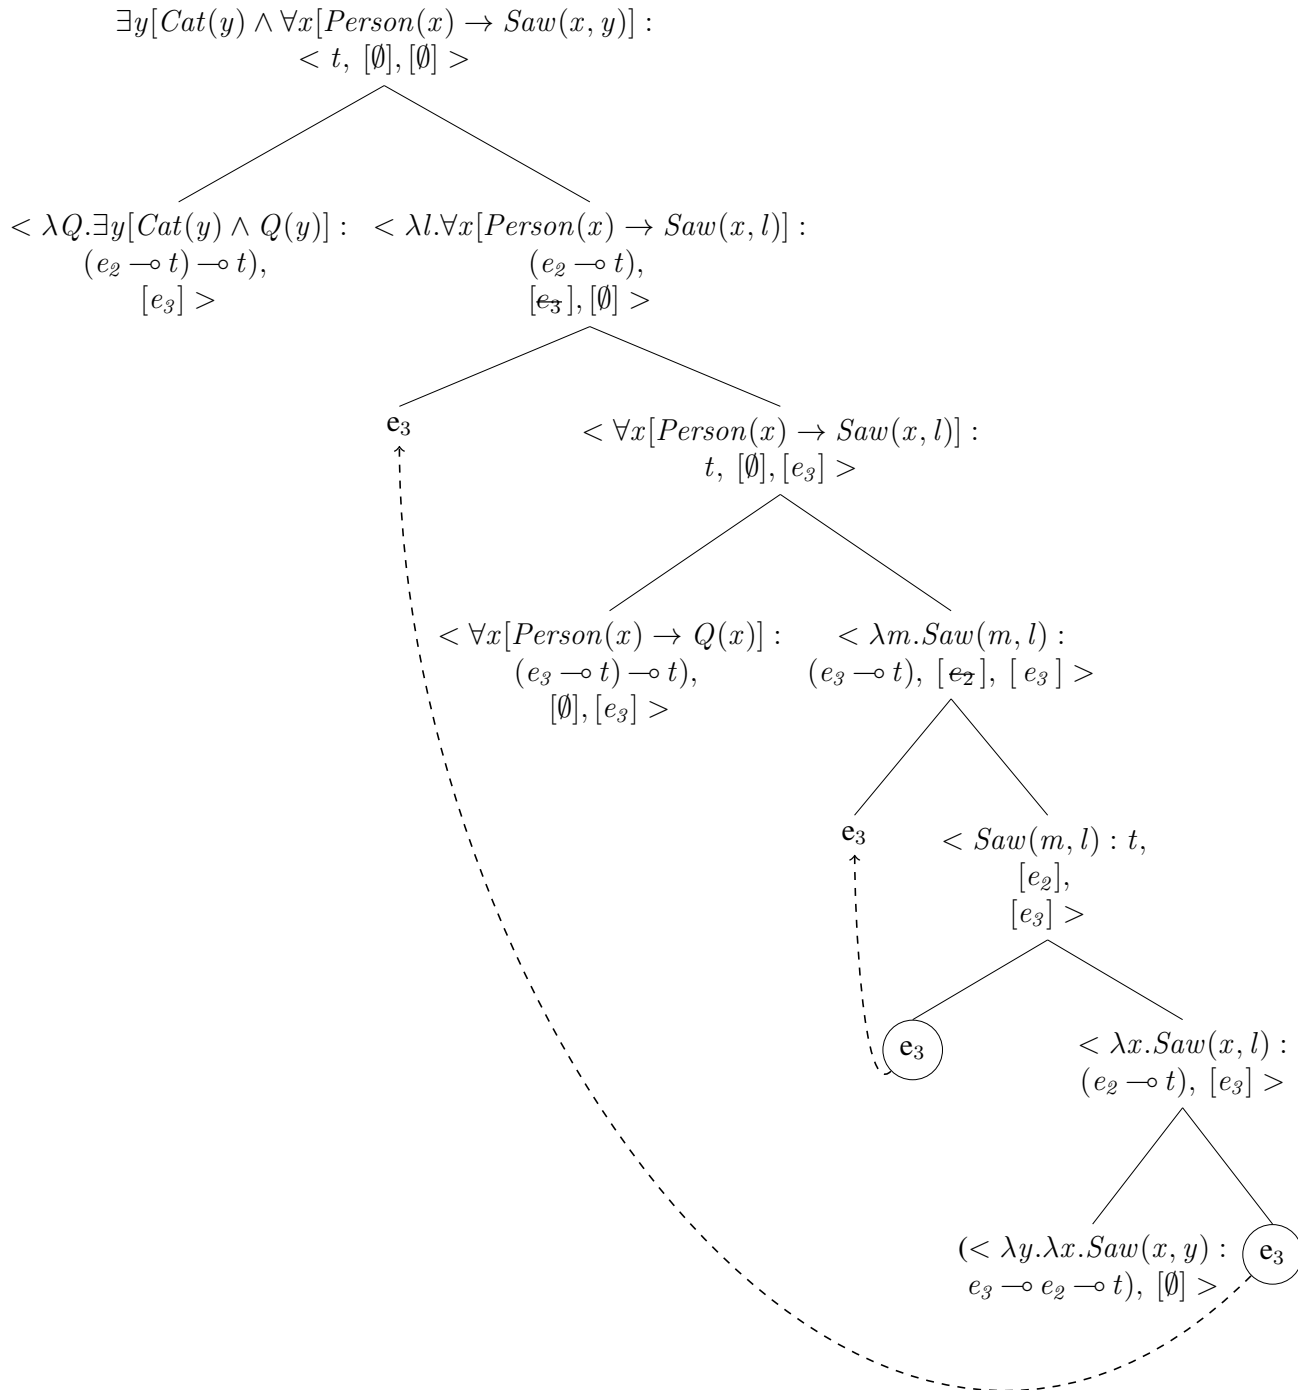 ∃y[Cat(y) ∧ ∀x[Person(x) → Saw(x, y)] :
< t, [∅], [∅] >
< λQ.∃y[Cat(y) ∧ Q(y)] :
(e₂ ⊸ t) ⊸ t),
[e₃] >
< λl.∀x[Person(x) → Saw(x, l)] :
(e₂ ⊸ t),
[e₃], [∅] >
e₃
< ∀x[Person(x) → Saw(x, l)] :
t, [∅], [e₃] >
< ∀x[Person(x) → Q(x)] :
(e₃ ⊸ t) ⊸ t),
[∅], [e₃] >
< λm.Saw(m, l) :
(e₃ ⊸ t), [e₂], [ e₃ ] >
e₃
< Saw(m, l) : t,
[e₂],
[e₃] >
e₃
< λx.Saw(x, l) :
(e₂ ⊸ t), [e₃] >
(< λy.λx.Saw(x, y) :
e₃ ⊸ e₂ ⊸ t), [∅] >
e₃